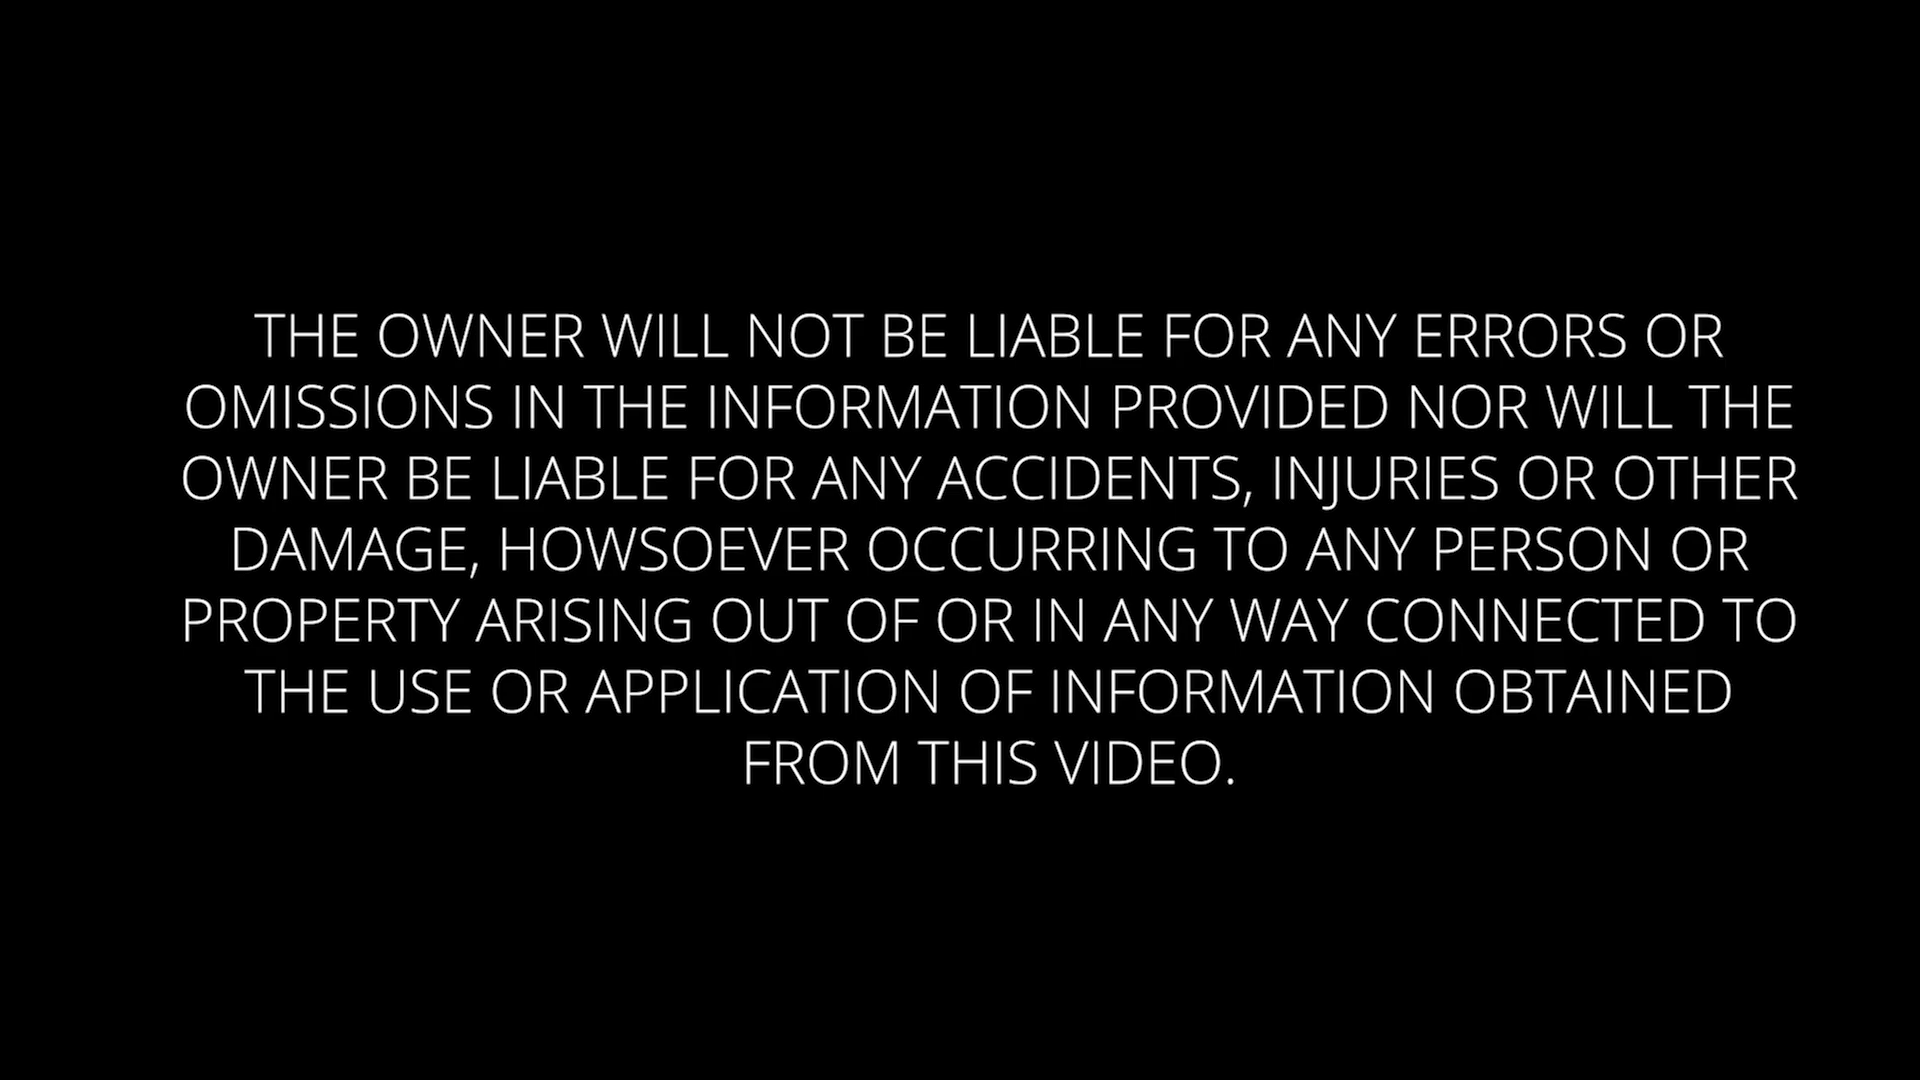 THE OWNER WILL NOT BE LIABLE FOR ANY ERRORS OR
OMISSIONS IN THE INFORMATION PROVIDED NOR WILL THE
OWNER BE LIABLE FOR ANY ACCIDENTS, INJURIES OR OTHER
DAMAGE, HOWSOEVER OCCURRING TO ANY PERSON OR
PROPERTY ARISING OUT OF OR IN ANY WAY CONNECTED TO
THE USE OR APPLICATION OF INFORMATION OBTAINED
FROM THIS VIDEO.